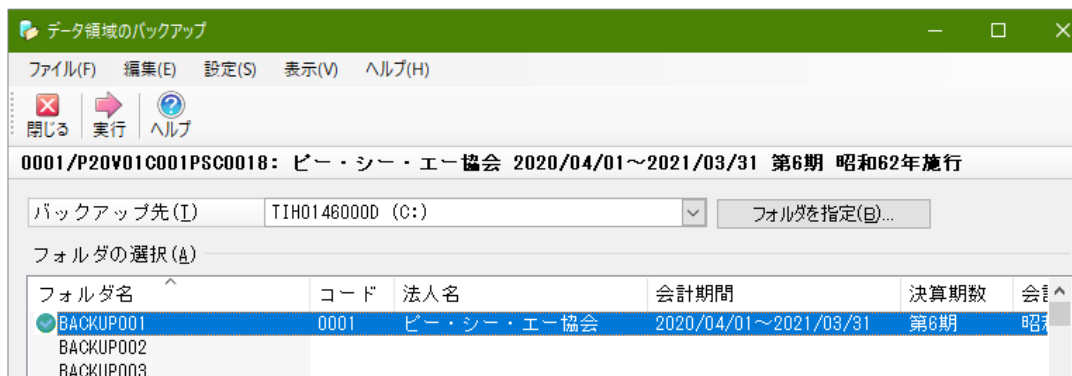 データ領域のバックアップ
ファイル(F) 編集(E) 設定(S) 表示(V) ヘルプ(H)
閉じる 実行 ヘルプ
0001/P20V01C001PSC0018: ピー・シー・エー協会 2020/04/01～2021/03/31 第6期 昭和62年施行
バックアップ先(I) TIH0146000D (C:) フォルダを指定(B)...
フォルダの選択(A)
フォルダ名 コード 法人名 会計期間 決算期数
BACKUP001 0001 ピー・シー・エー協会 2020/04/01～2021/03/31 第6期
BACKUP002
BACKUP003